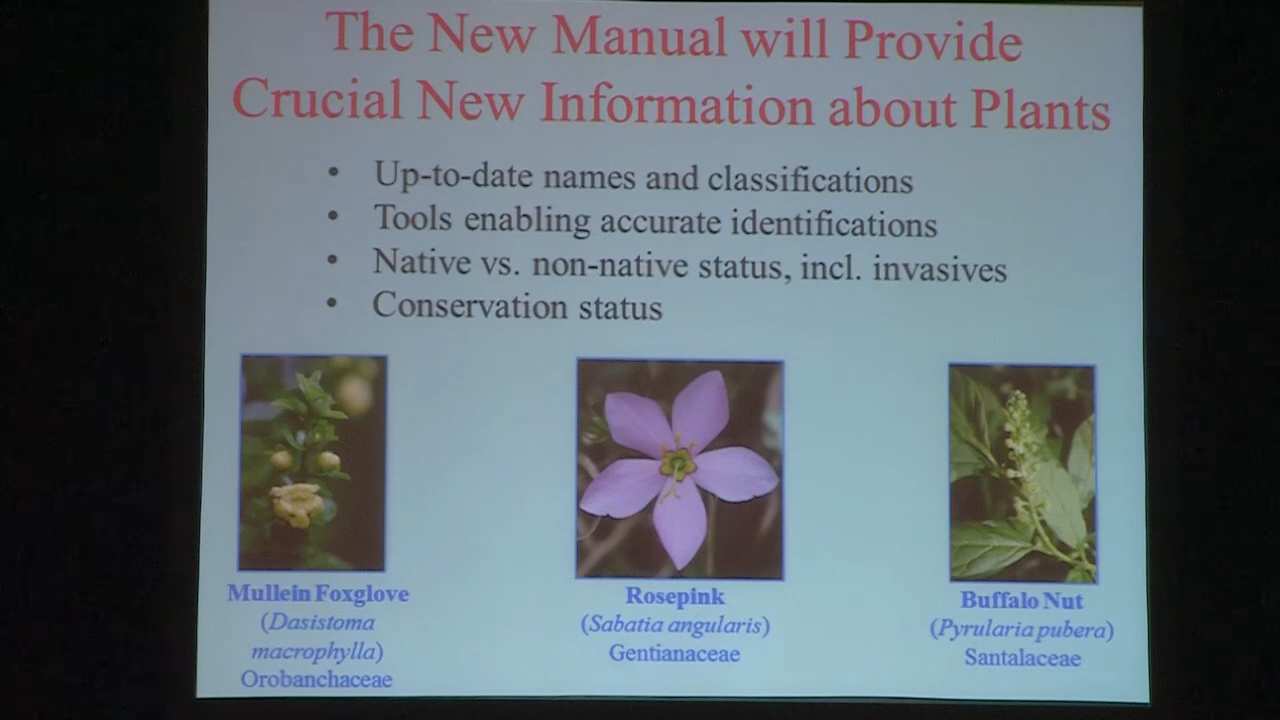 The New Manual will Provide
Crucial New Information about Plants
• Up-to-date names and classifications
• Tools enabling accurate identifications
• Native vs. non-native status, incl. invasives
• Conservation status
Mullein Foxglove
(Dasistoma
macrophylla)
Orobanchaceae
Rosepink
(Sabatia angularis)
Gentianaceae
Buffalo Nut
(Pyrularia pubera)
Santalaceae